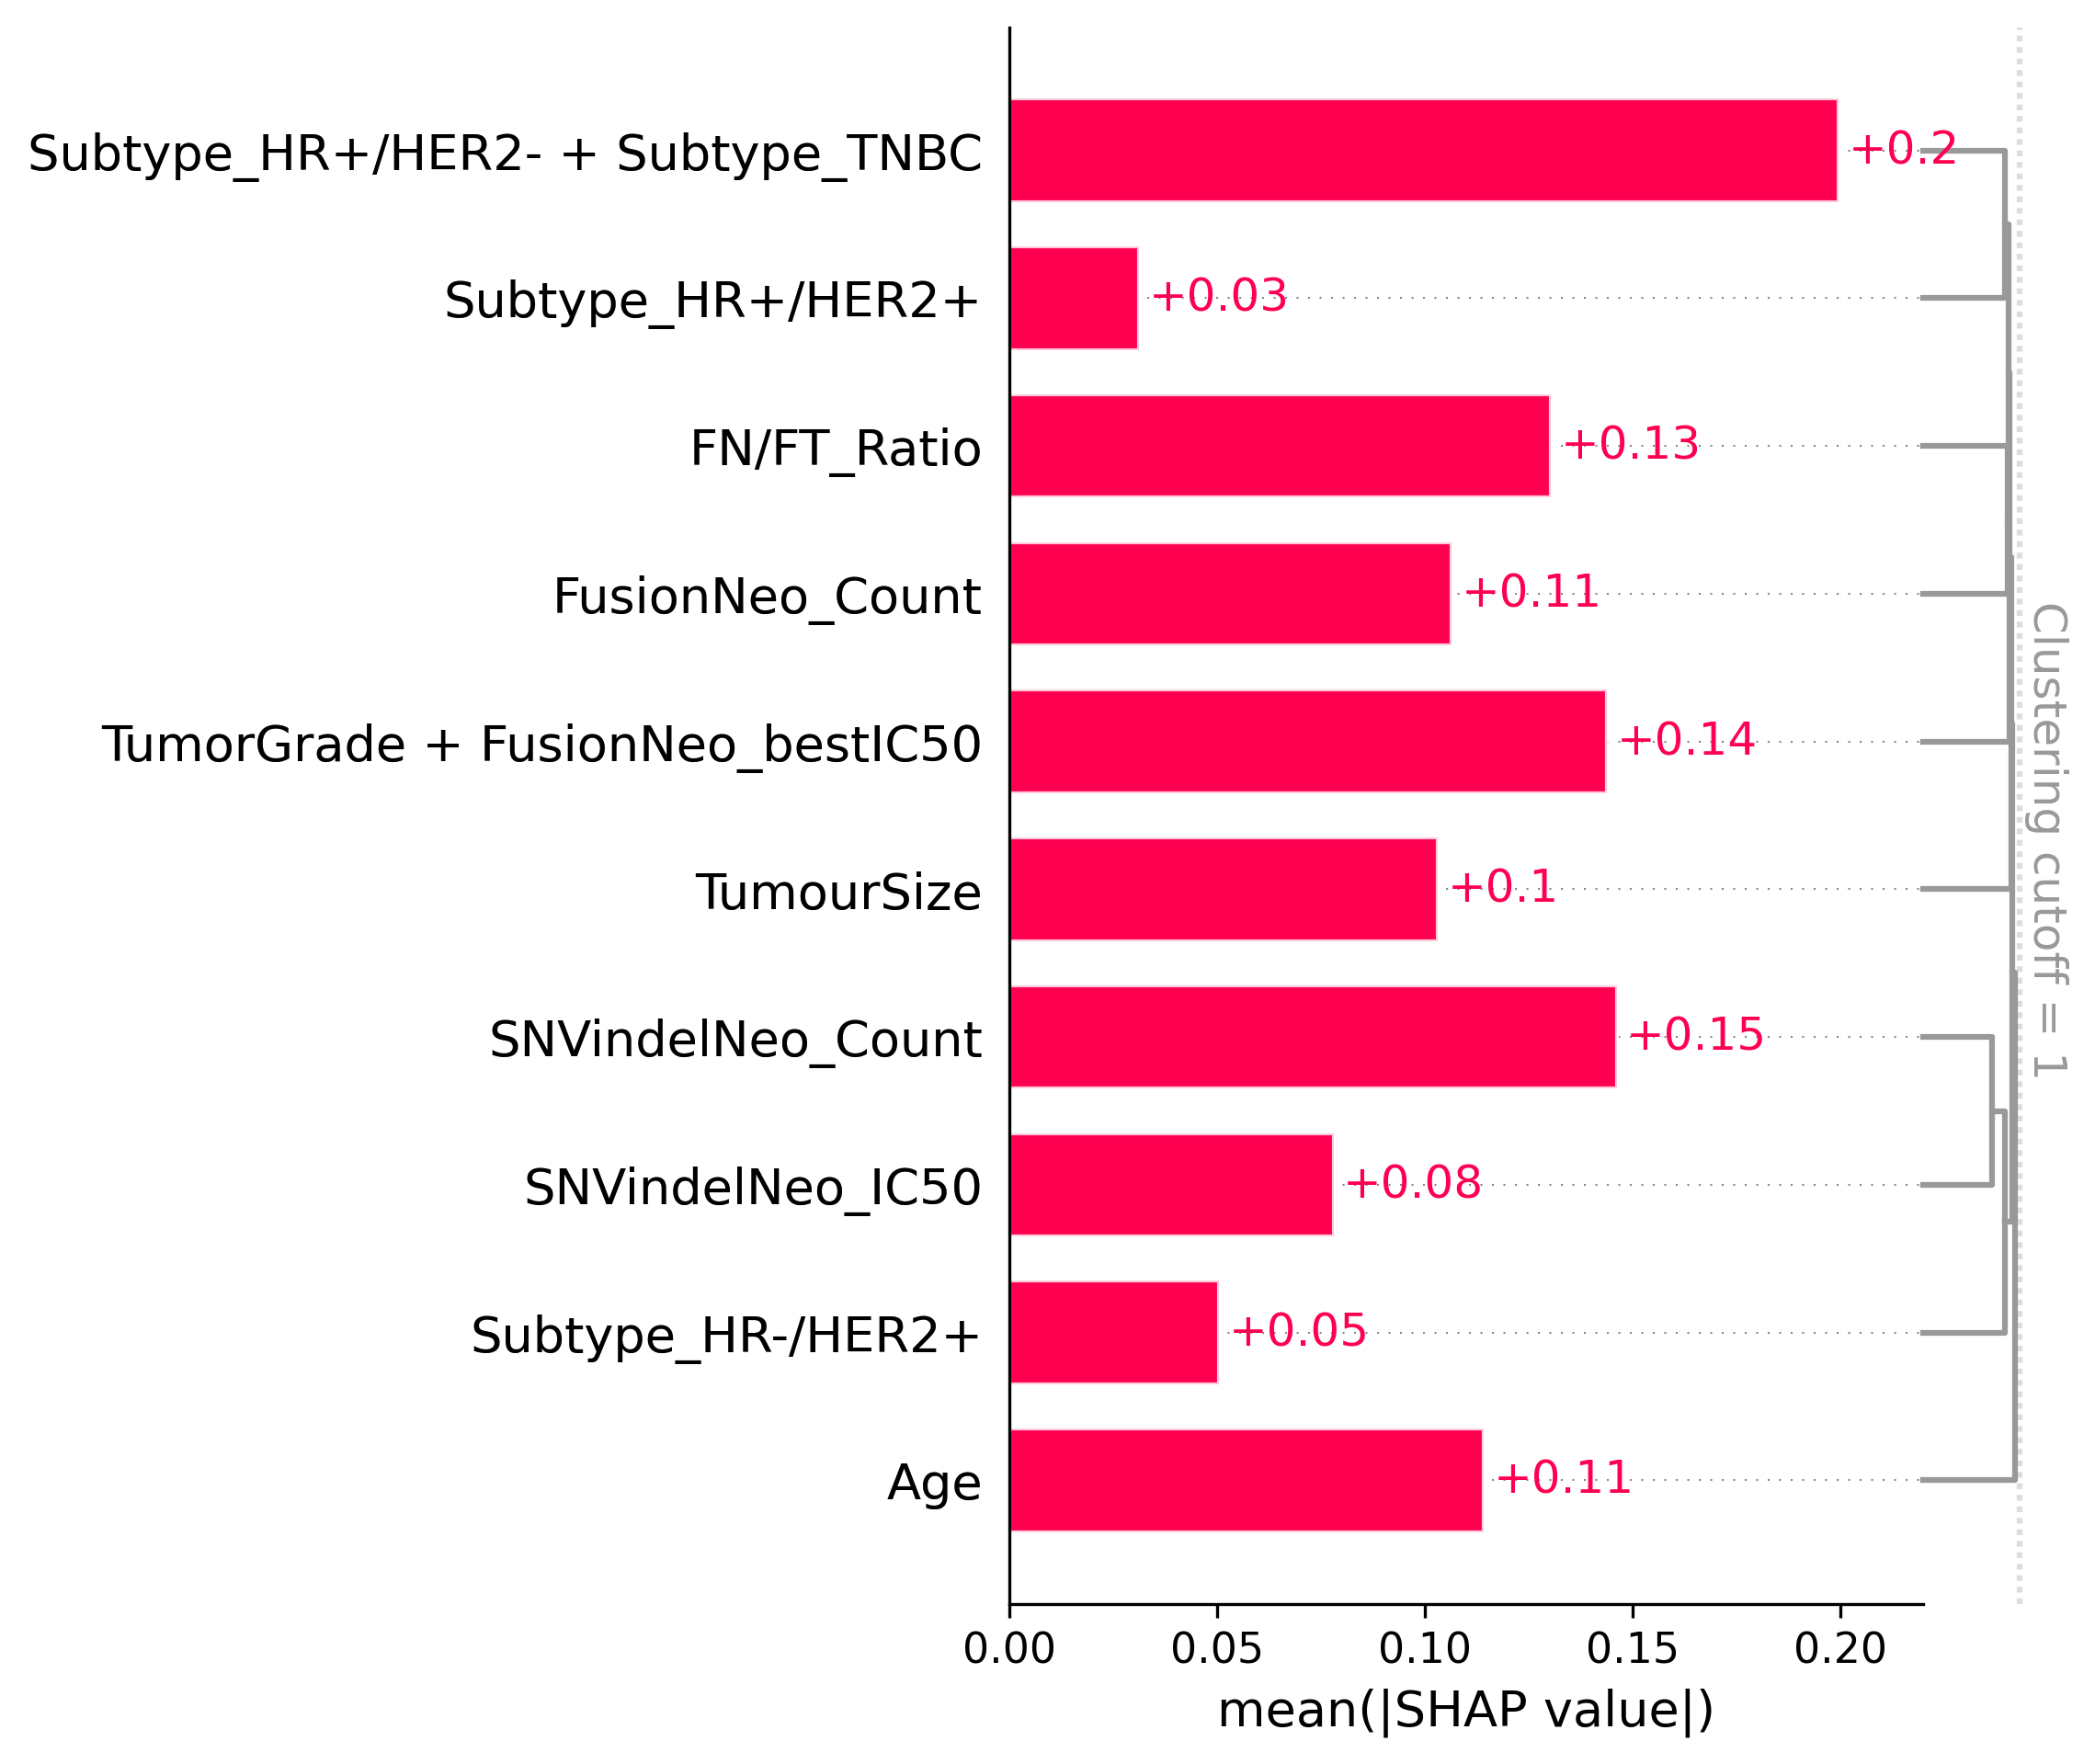 Subtype_HR+/HER2- + Subtype_TNBC
+0.2
Subtype_HR+/HER2+
+0.03
FN/FT_Ratio
+0.13
FusionNeo_Count
+0.11
TumorGrade + FusionNeo_bestIC50
+0.14
TumourSize
+0.1
SNVindelNeo_Count
+0.15
SNVindelNeo_IC50
+0.08
Subtype_HR-/HER2+
+0.05
Age
+0.11
Clustering cutoff = 1
0.00 0.05 0.10 0.15 0.20
mean(|SHAP value|)